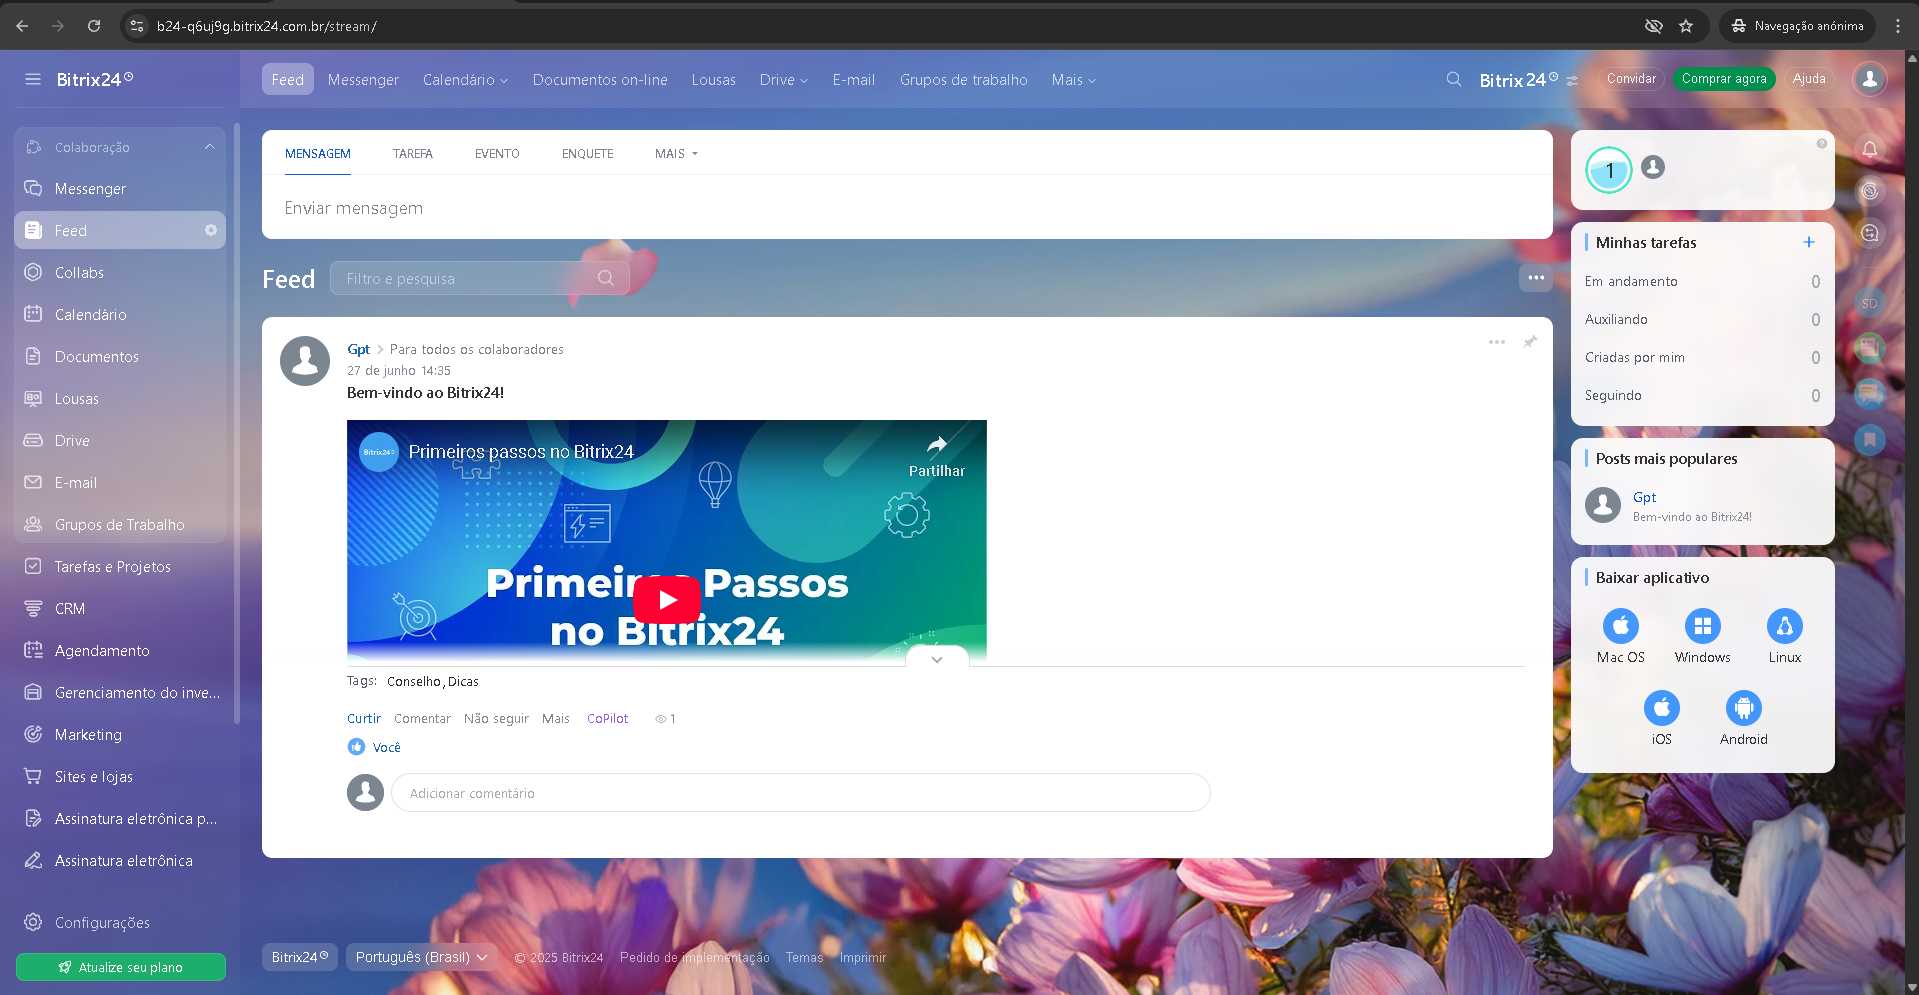 b24-q6uj9g.bitrix24.com.br/stream/
Navegação anónima
Bitrix24
Feed
Messenger
Calendário
Documentos on-line
Lousas
Drive
E-mail
Grupos de trabalho
Mais
Bitrix 24
Convidar
Comprar agora
Ajuda
Colaboração
Messenger
Feed
Collabs
Calendário
Documentos
Lousas
Drive
E-mail
Grupos de Trabalho
Tarefas e Projetos
CRM
Agendamento
Gerenciamento do inve...
Marketing
Sites e lojas
Assinatura eletrônica p...
Assinatura eletrônica
Configurações
Atualize seu plano
MENSAGEM
TAREFA
EVENTO
ENQUETE
MAIS
Enviar mensagem
Feed
Filtro e pesquisa
Gpt > Para todos os colaboradores
27 de junho 14:35
Bem-vindo ao Bitrix24!
Bitrix24
Primeiros passos no Bitrix24
Partilhar
Primeiros Passos
no Bitrix24
Tags: Conselho, Dicas
Curtir
Comentar
Não seguir
Mais
CoPilot
1
Você
Adicionar comentário
1
Minhas tarefas
Em andamento 0
Auxiliando 0
Criadas por mim 0
Seguindo 0
Posts mais populares
Gpt
Bem-vindo ao Bitrix24!
Baixar aplicativo
Mac OS
Windows
Linux
iOS
Android
SD
Bitrix24
Português (Brasil)
© 2025 Bitrix24
Pedido de implementação
Temas
Imprimir